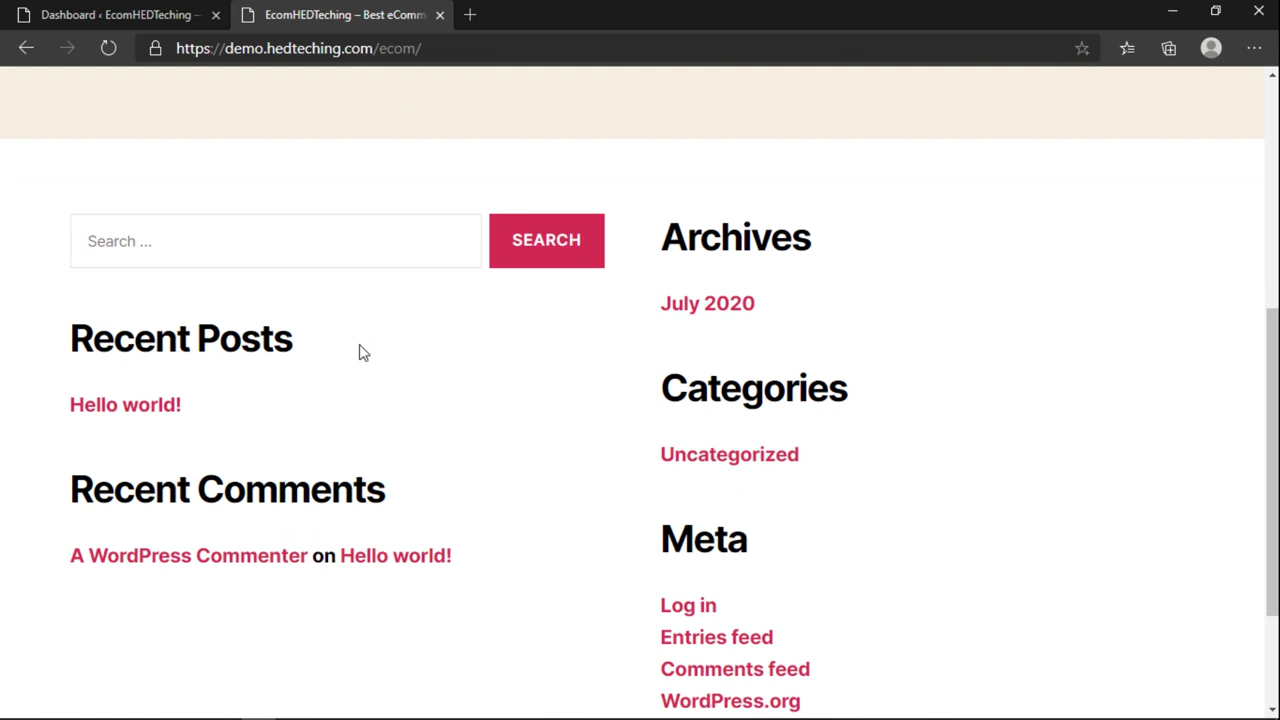 Dashboard ‹ EcomHEDTeching —
EcomHEDTeching – Best eComm
https://demo.hedteching.com/ecom/
Search …
SEARCH
Recent Posts
Hello world!
Recent Comments
A WordPress Commenter on Hello world!
Archives
July 2020
Categories
Uncategorized
Meta
Log in
Entries feed
Comments feed
WordPress.org